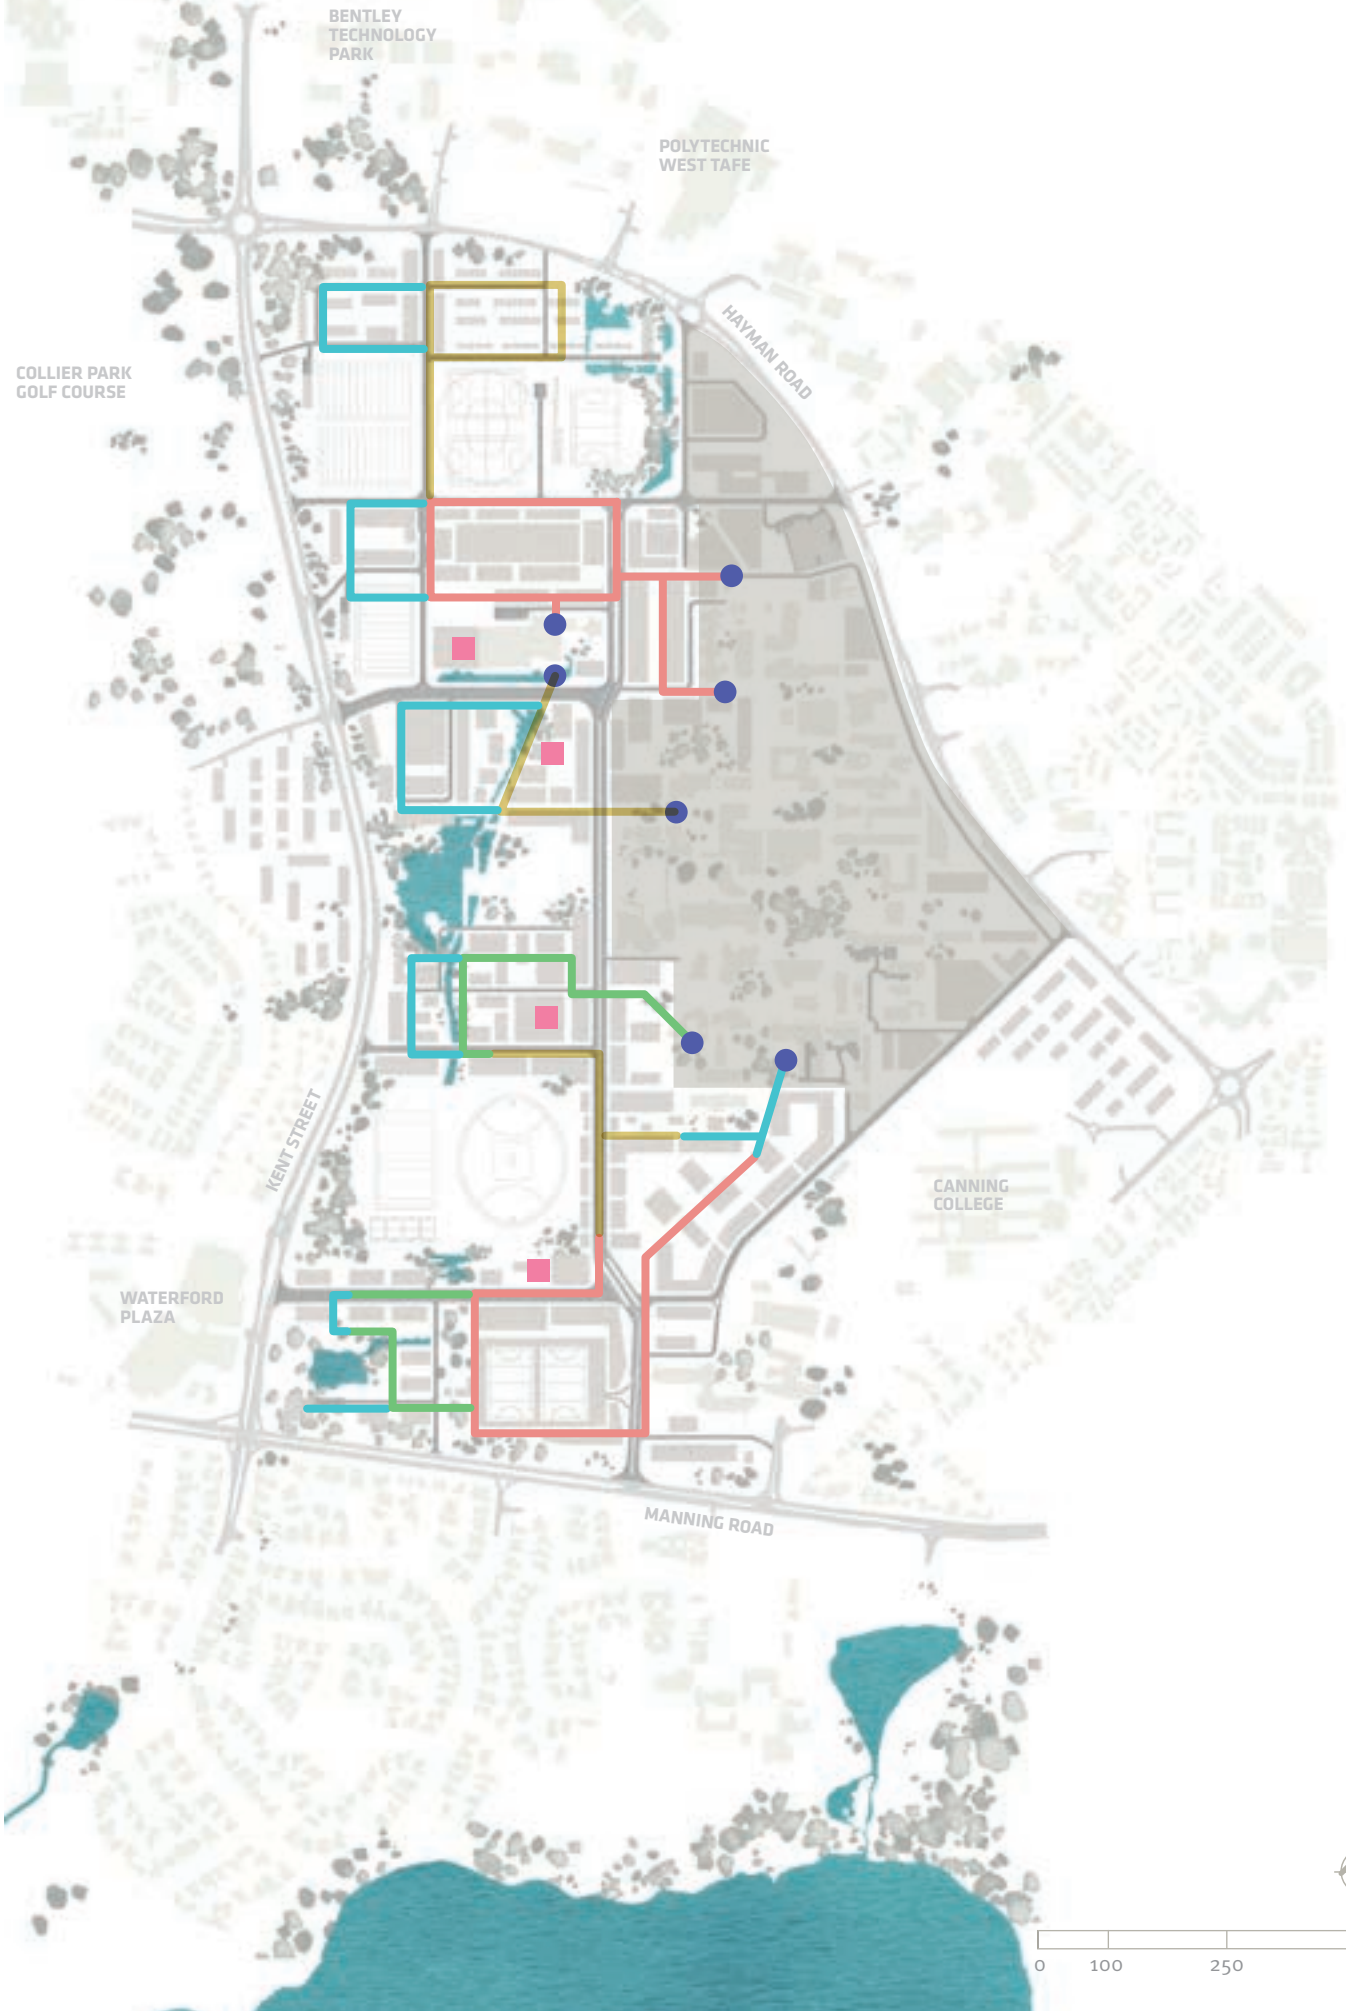 BENTLEY
TECHNOLOGY
PARK
POLYTECHNIC
WEST TAFE
HAYMAN ROAD
COLLIER PARK
GOLF COURSE
KENT STREET
CANNING
COLLEGE
WATERFORD
PLAZA
MANNING ROAD
0 100 250